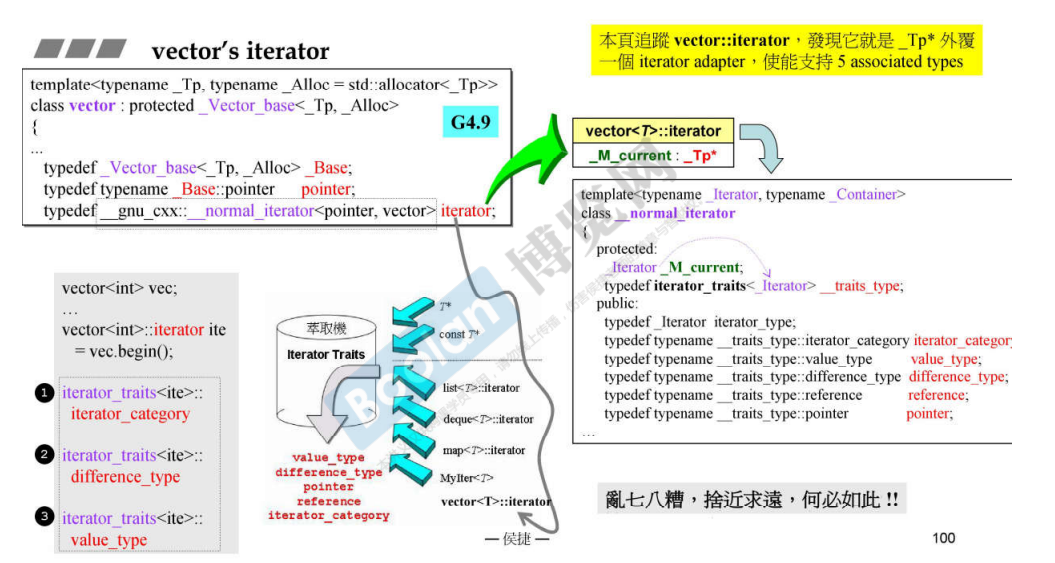 vector's iterator
本頁追蹤 vector::iterator，發現它就是 _Tp* 外覆
一個 iterator adapter，使能支持 5 associated types
template<typename _Tp, typename _Alloc = std::allocator<_Tp>>
class vector : protected _Vector_base<_Tp, _Alloc>
{
...
typedef _Vector_base<_Tp, _Alloc> _Base;
typedef typename _Base::pointer pointer;
typedef __gnu_cxx::__normal_iterator<pointer, vector> iterator;
G4.9
vector<T>::iterator
_M_current : _Tp*
template<typename _Iterator, typename _Container>
class __normal_iterator
{
protected:
_Iterator _M_current;
typedef iterator_traits<_Iterator> __traits_type;
public:
typedef _Iterator iterator_type;
typedef typename __traits_type::iterator_category iterator_category
typedef typename __traits_type::value_type value_type;
typedef typename __traits_type::difference_type difference_type;
typedef typename __traits_type::reference reference;
typedef typename __traits_type::pointer pointer;
...
vector<int> vec;
...
vector<int>::iterator ite
= vec.begin();
1 iterator_traits<ite>::
iterator_category
2 iterator_traits<ite>::
difference_type
3 iterator_traits<ite>::
value_type
萃取機
Iterator Traits
T*
const T*
list<T>::iterator
deque<T>::iterator
map<T>::iterator
MyIter<T>
vector<T>::iterator
value_type
difference_type
pointer
reference
iterator_category
亂七八糟，捨近求遠，何必如此 !!
— 侯捷 —
100
Boolan 博览网